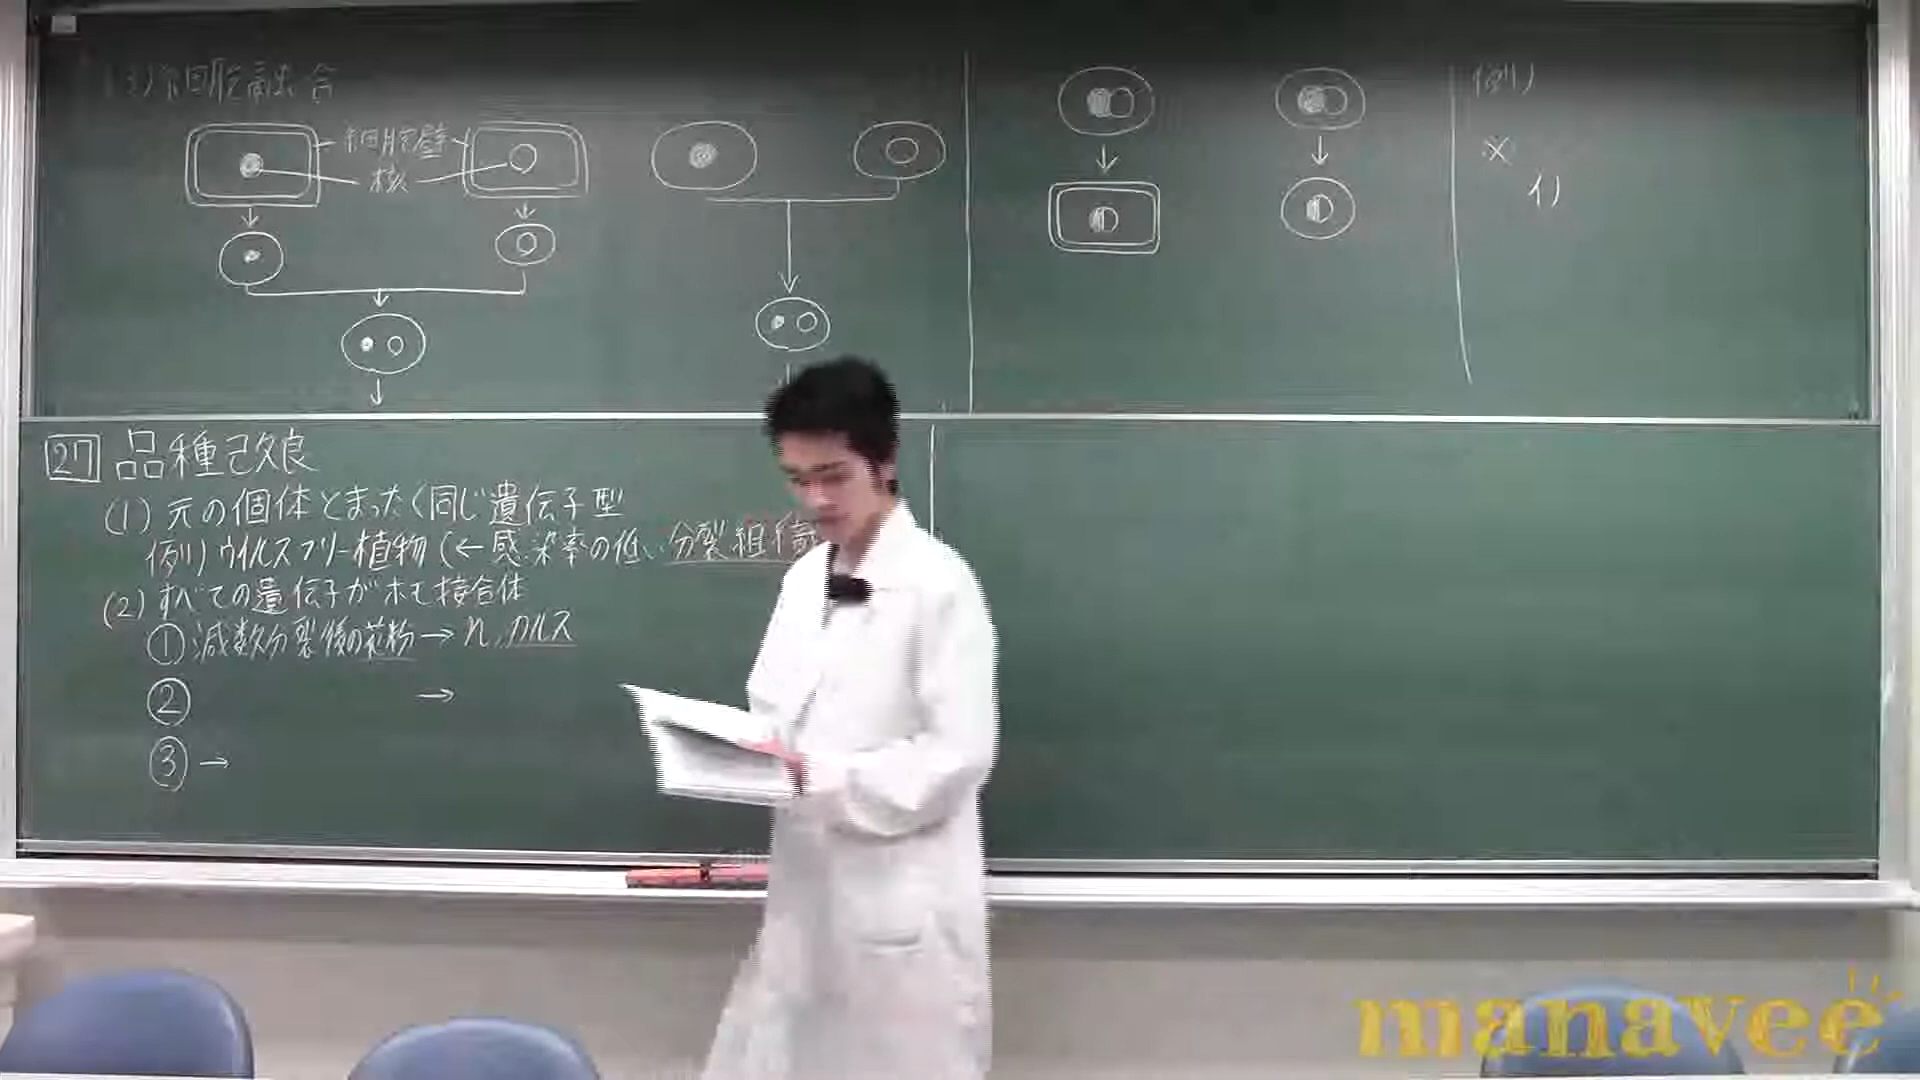 (3) 細胞融合
細胞壁
核
例)
※
イ)
27 品種改良
(1) 元の個体とまったく同じ遺伝子型
例) ウイルスフリー植物 (← 感染率の低い分裂組織
(2) すべての遺伝子がホモ接合体
① 減数分裂後の花粉 → n, カルス
② →
③ →
manavee